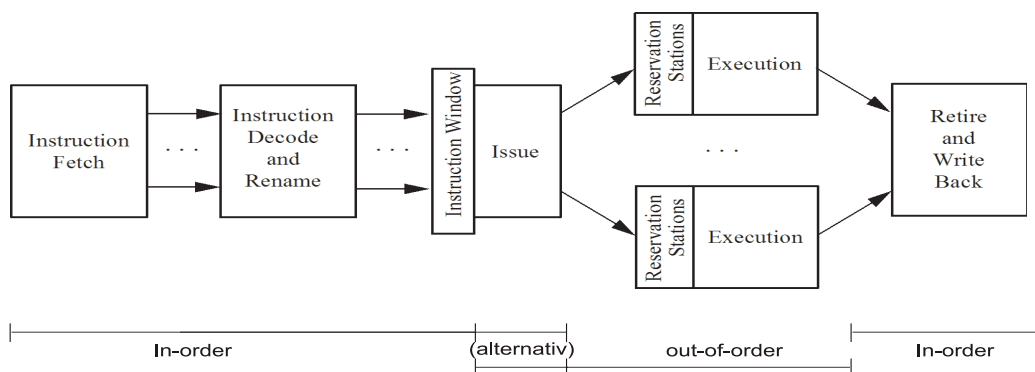 Instruction
Fetch
. . .
Instruction
Decode
and
Rename
. . .
Instruction Window
Issue
Reservation
Stations
Execution
. . .
Reservation
Stations
Execution
Retire
and
Write
Back
In-order
(alternativ)
out-of-order
In-order